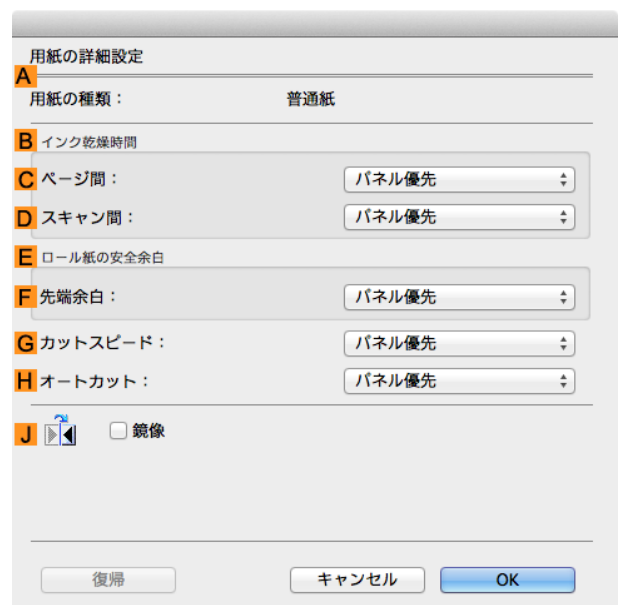 用紙の詳細設定
A
用紙の種類： 普通紙
B インク乾燥時間
C ページ間： パネル優先
D スキャン間： パネル優先
E ロール紙の安全余白
F 先端余白： パネル優先
G カットスピード： パネル優先
H オートカット： パネル優先
J 鏡像
復帰 キャンセル OK